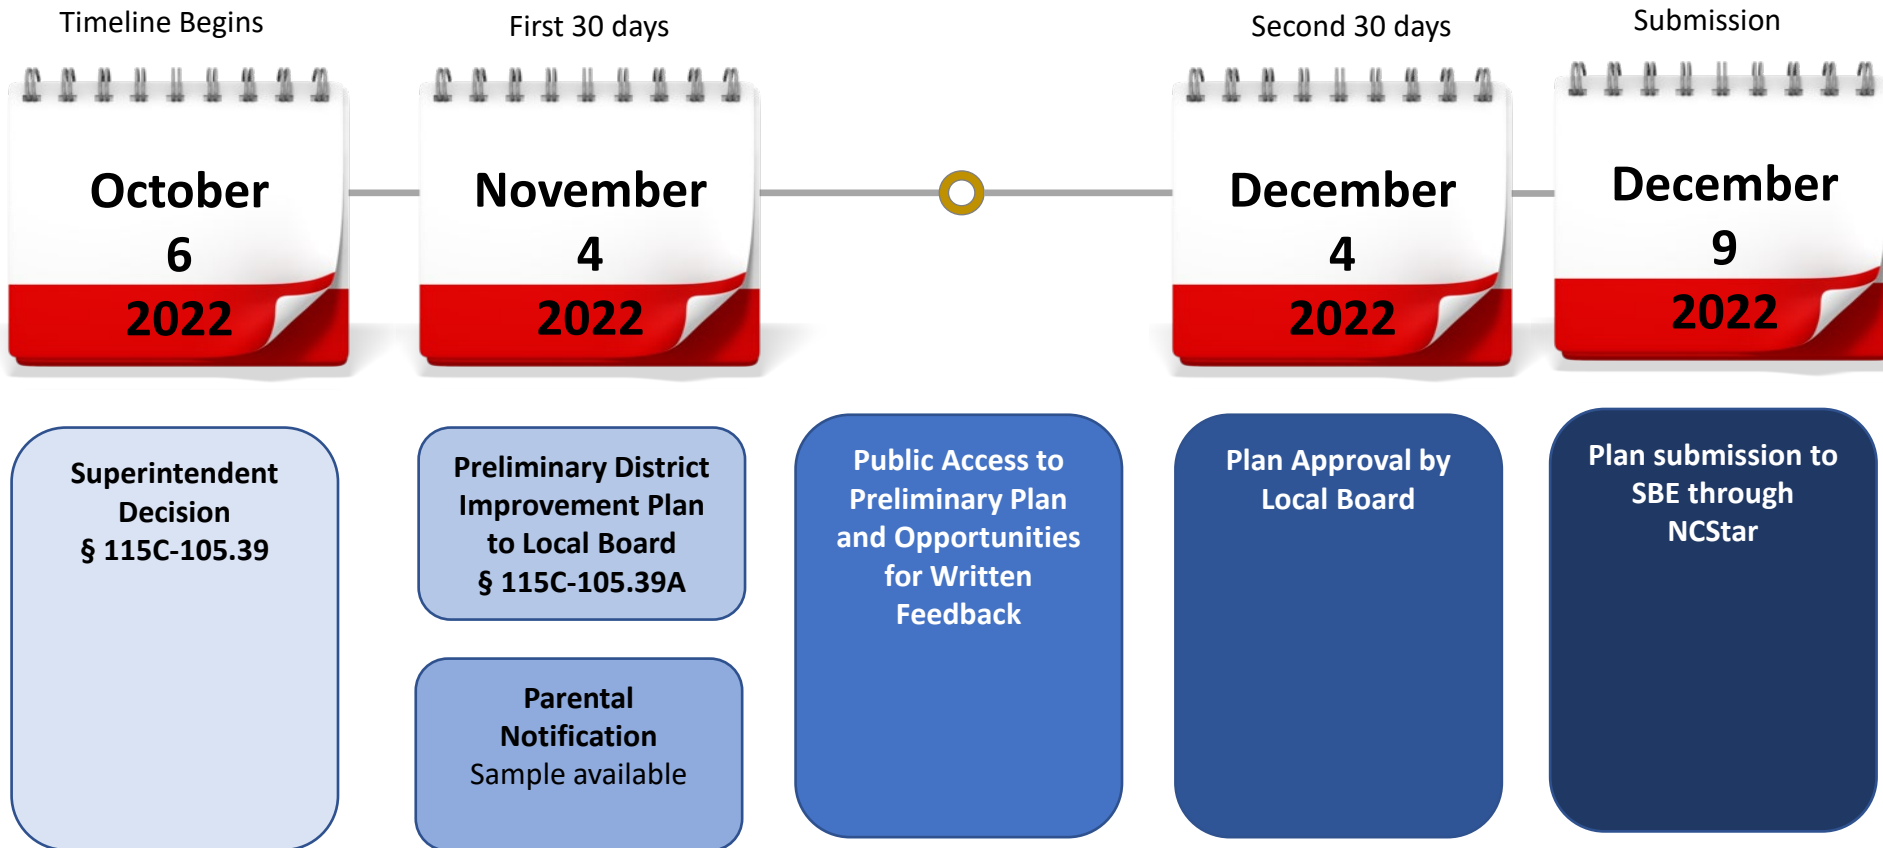 Timeline Begins
First 30 days
Second 30 days
Submission
October
6
2022
November
4
2022
December
4
2022
December
9
2022
Superintendent
Decision
§ 115C-105.39
Preliminary District
Improvement Plan
to Local Board
§ 115C-105.39A
Parental
Notification
Sample available
Public Access to
Preliminary Plan
and Opportunities
for Written
Feedback
Plan Approval by
Local Board
Plan submission to
SBE through
NCStar